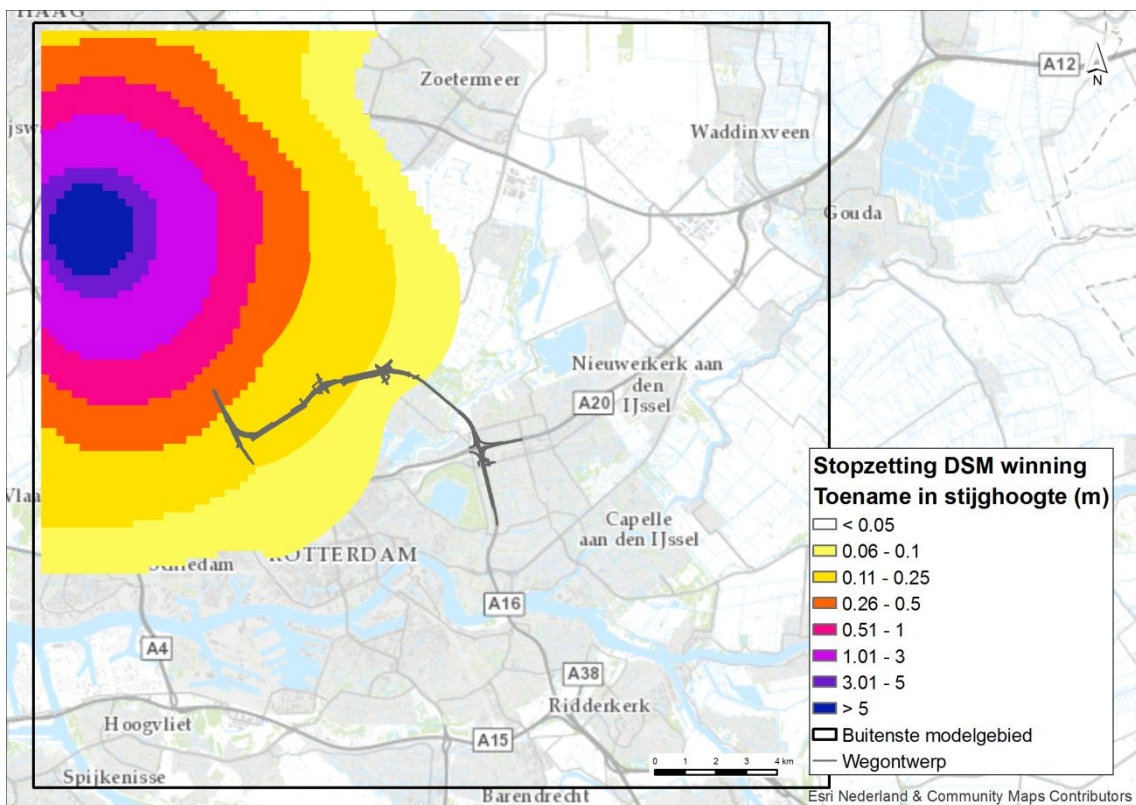 HAAG
Zoetermeer
A12
N
ijsw
Waddinxveen
Gouda
Nieuwerkerk aan
den
IJssel
A20
Vlaa
Capelle
aan den IJssel
ROTTERDAM
Schiedam
A16
A4
A38
Ridderkerk
Hoogvliet
A15
Spijkenisse
Barendrecht
0 1 2 3 4 km
Stopzetting DSM winning
Toename in stijghoogte (m)
< 0.05
0.06 - 0.1
0.11 - 0.25
0.26 - 0.5
0.51 - 1
1.01 - 3
3.01 - 5
> 5
Buitenste modelgebied
Wegontwerp
Esri Nederland & Community Maps Contributors